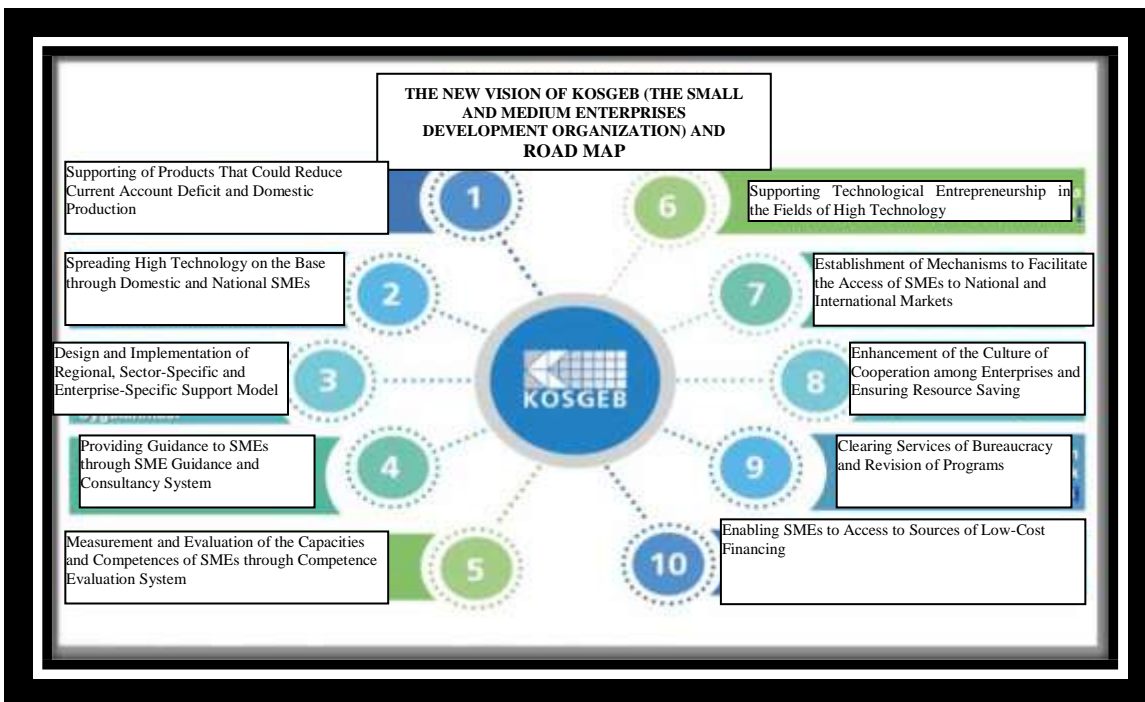 THE NEW VISION OF KOSGEB (THE SMALL
AND MEDIUM ENTERPRISES
DEVELOPMENT ORGANIZATION) AND
ROAD MAP
1
Supporting of Products That Could Reduce
Current Account Deficit and Domestic
Production
2
Spreading High Technology on the Base
through Domestic and National SMEs
3
Design and Implementation of
Regional, Sector-Specific and
Enterprise-Specific Support Model
4
Providing Guidance to SMEs
through SME Guidance and
Consultancy System
5
Measurement and Evaluation of the Capacities
and Competences of SMEs through Competence
Evaluation System
KOSGEB
6
Supporting Technological Entrepreneurship in
the Fields of High Technology
7
Establishment of Mechanisms to Facilitate
the Access of SMEs to National and
International Markets
8
Enhancement of the Culture of
Cooperation among Enterprises and
Ensuring Resource Saving
9
Clearing Services of Bureaucracy
and Revision of Programs
10
Enabling SMEs to Access to Sources of Low-Cost
Financing